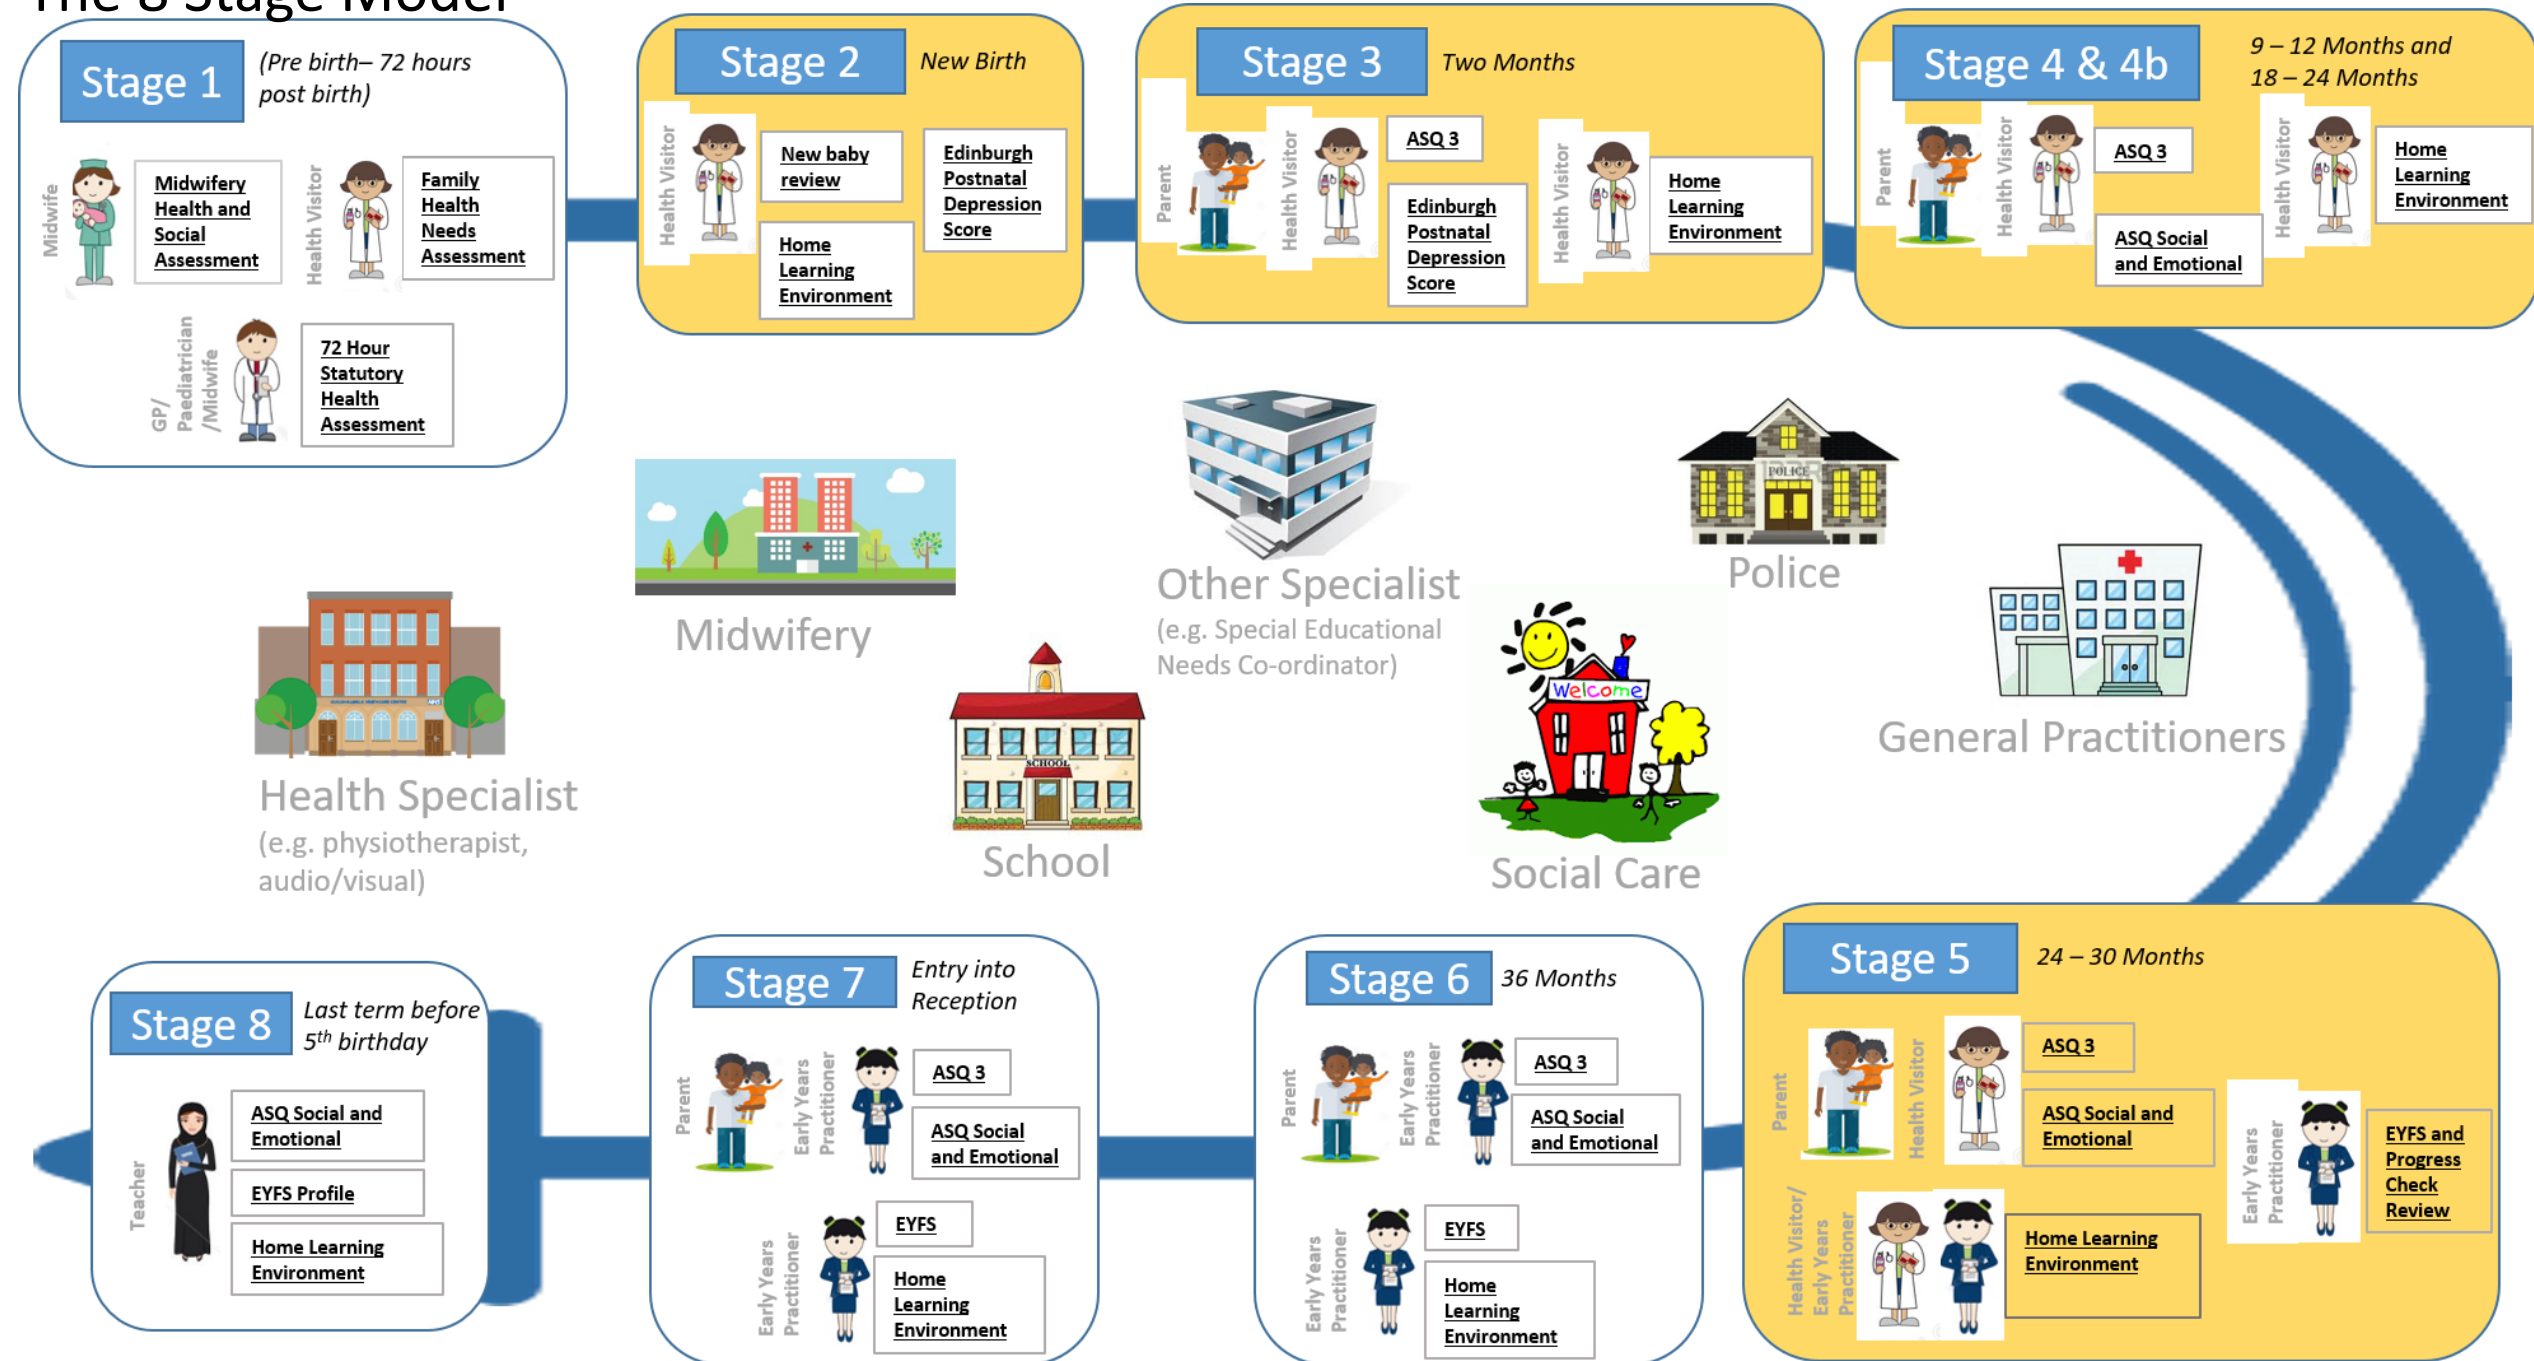 The 8 Stage Model
Stage 1
(Pre birth– 72 hours
post birth)
Midwife
Midwifery
Health and
Social
Assessment
Health Visitor
Family
Health
Needs
Assessment
GP/
Paediatrician
/Midwife
72 Hour
Statutory
Health
Assessment
Stage 2
New Birth
Health Visitor
New baby
review
Home
Learning
Environment
Edinburgh
Postnatal
Depression
Score
Stage 3
Two Months
Parent
Health Visitor
ASQ 3
Edinburgh
Postnatal
Depression
Score
Health Visitor
Home
Learning
Environment
Stage 4 & 4b
9 – 12 Months and
18 – 24 Months
Parent
Health Visitor
ASQ 3
ASQ Social
and Emotional
Health Visitor
Home
Learning
Environment
Health Specialist
(e.g. physiotherapist,
audio/visual)
Midwifery
SCHOOL
School
Other Specialist
(e.g. Special Educational
Needs Co-ordinator)
Welcome
Social Care
POLICE
Police
General Practitioners
Stage 8
Last term before
5th birthday
Teacher
ASQ Social and
Emotional
EYFS Profile
Home Learning
Environment
Stage 7
Entry into
Reception
Parent
Early Years
Practitioner
ASQ 3
ASQ Social
and Emotional
Early Years
Practitioner
EYFS
Home
Learning
Environment
Stage 6
36 Months
Parent
Early Years
Practitioner
ASQ 3
ASQ Social
and Emotional
Early Years
Practitioner
EYFS
Home
Learning
Environment
Stage 5
24 – 30 Months
Parent
Health Visitor
ASQ 3
ASQ Social and
Emotional
Health Visitor/
Early Years
Practitioner
Home Learning
Environment
Early Years
Practitioner
EYFS and
Progress
Check
Review